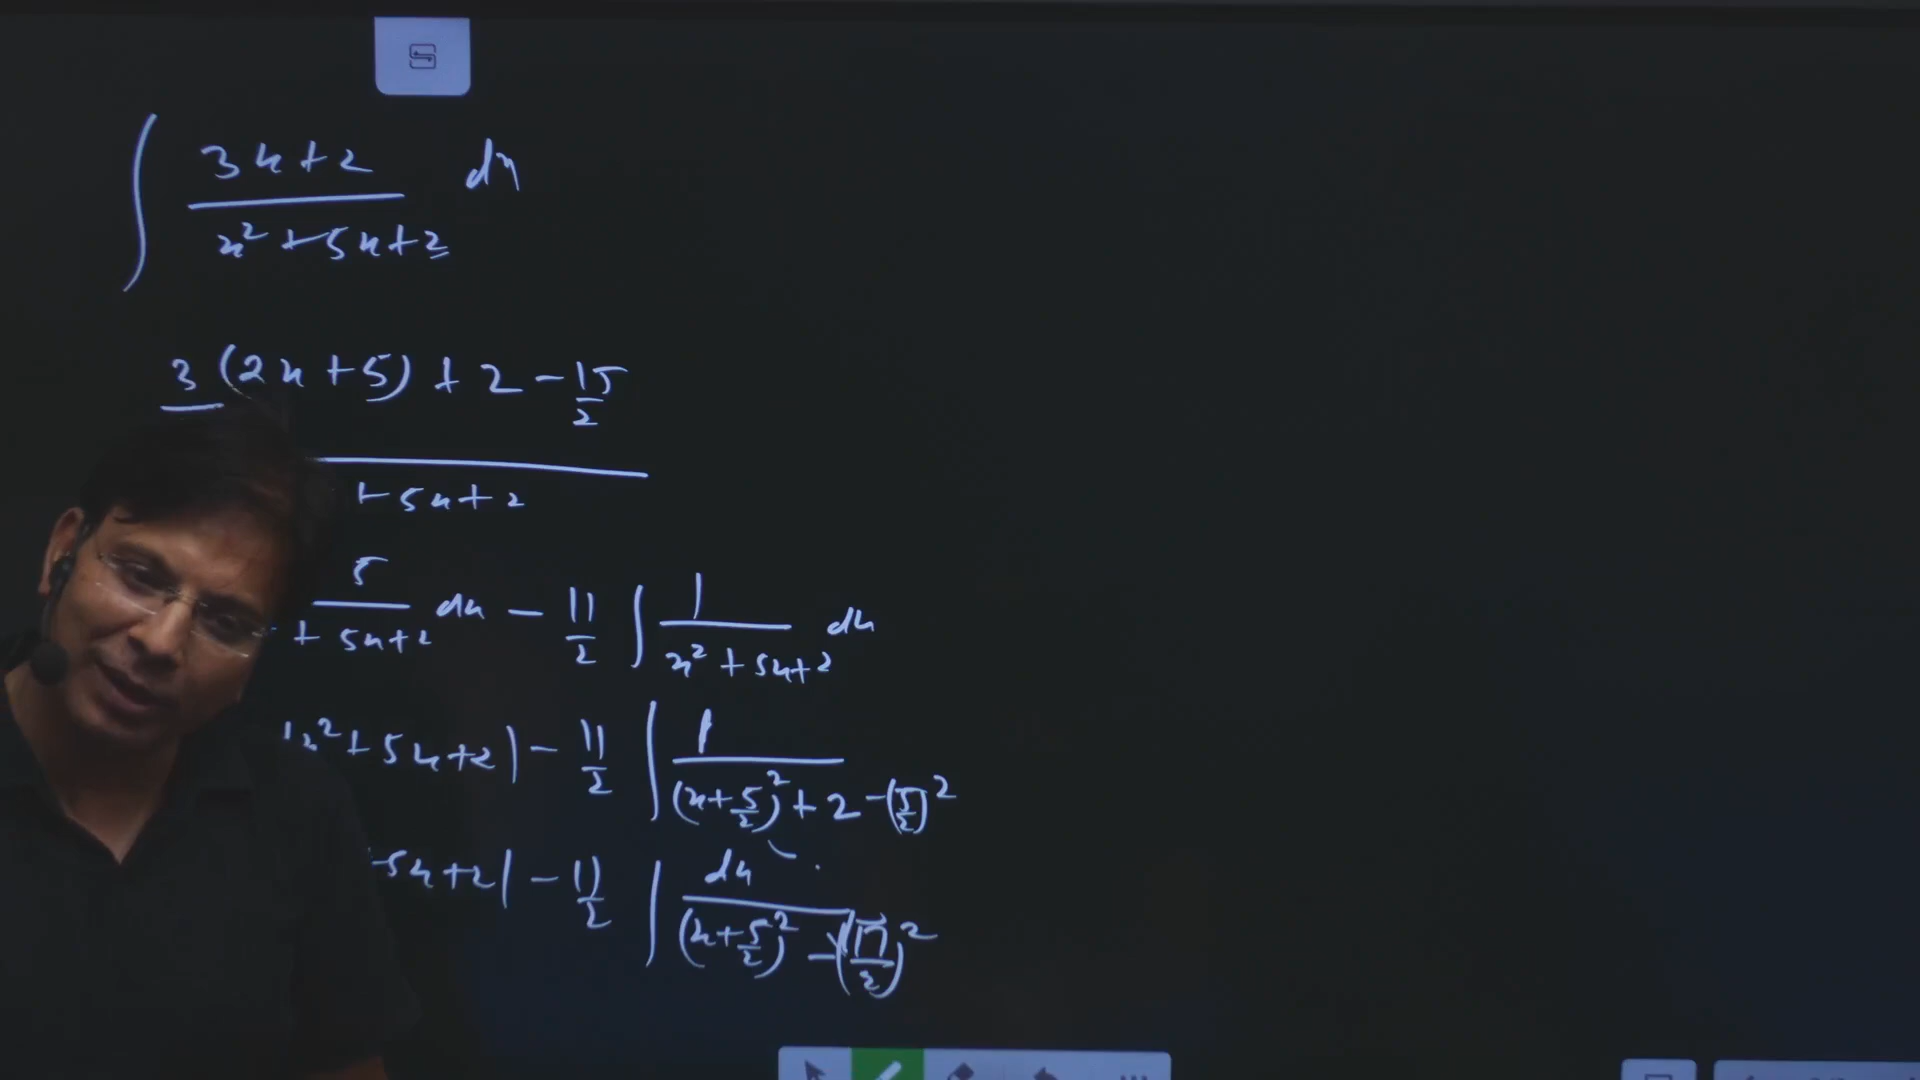 ∫ (3x+2)/(x²+5x+2) dx
3(2x+5)+2-15/2
+5x+2
5/(+5x+2) dx - 11/2 ∫ 1/(x²+5x+2) dx
|x²+5x+2| - 11/2 ∫ 1/((x+5/2)²+2-(5/2)²)
5x+2| - 11/2 ∫ dx/((x+5/2)²-(√17/2)²)